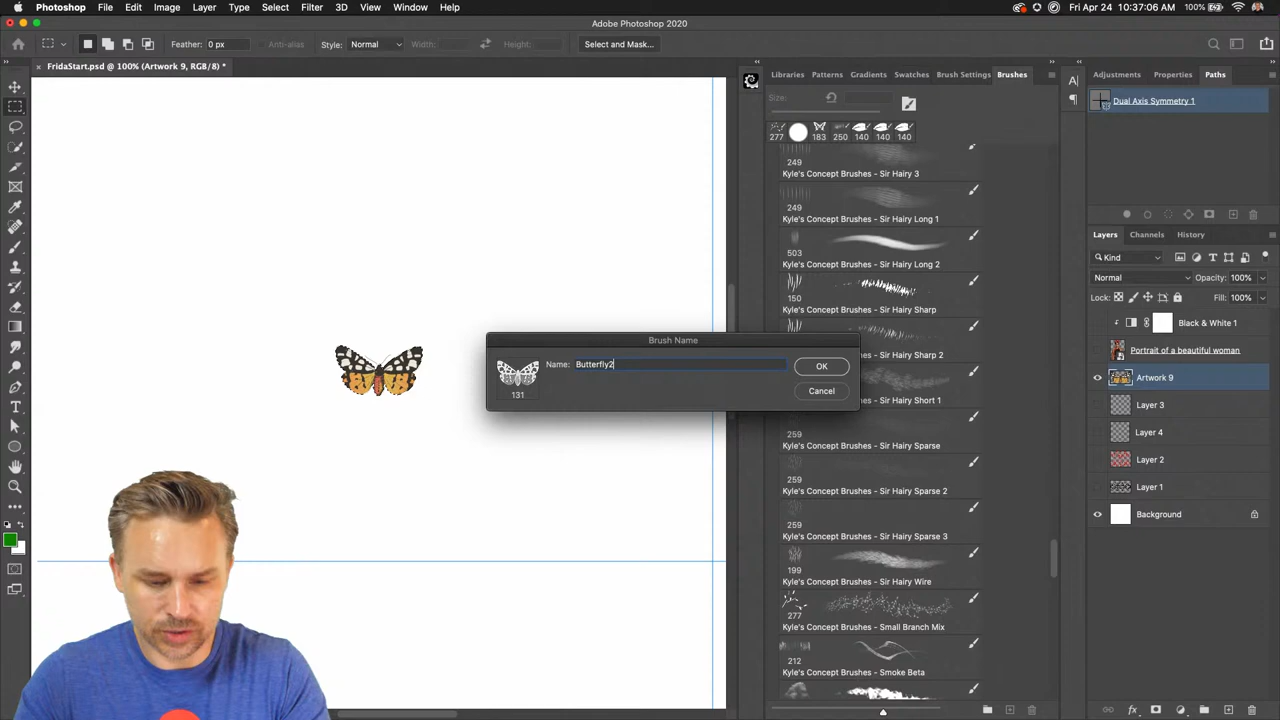 Photoshop File Edit Image Layer Type Select Filter 3D View Window Help 100% Fri Apr 24 10:37:06 AM
Adobe Photoshop 2020
Feather: 0 px Anti-alias Style: Normal Width: Height: Select and Mask...
FridaStart.psd @ 100% (Artwork 9, RGB/8) *
Libraries Patterns Gradients Swatches Brush Settings Brushes
Size:
277 183 250 140 140 140
249
Kyle's Concept Brushes - Sir Hairy 3
249
Kyle's Concept Brushes - Sir Hairy Long 1
503
Kyle's Concept Brushes - Sir Hairy Long 2
150
Kyle's Concept Brushes - Sir Hairy Sharp
Brushes - Sir Hairy Sharp 2
Brushes - Sir Hairy Short 1
259
Kyle's Concept Brushes - Sir Hairy Sparse
259
Kyle's Concept Brushes - Sir Hairy Sparse 2
259
Kyle's Concept Brushes - Sir Hairy Sparse 3
199
Kyle's Concept Brushes - Sir Hairy Wire
277
Kyle's Concept Brushes - Small Branch Mix
212
Kyle's Concept Brushes - Smoke Beta
Brush Name
Name: Butterfly2
OK
Cancel
131
Adjustments Properties Paths
Dual Axis Symmetry 1
Layers Channels History
Kind
Normal Opacity: 100%
Lock: Fill: 100%
Black & White 1
Portrait of a beautiful woman
Artwork 9
Layer 3
Layer 4
Layer 2
Layer 1
Background